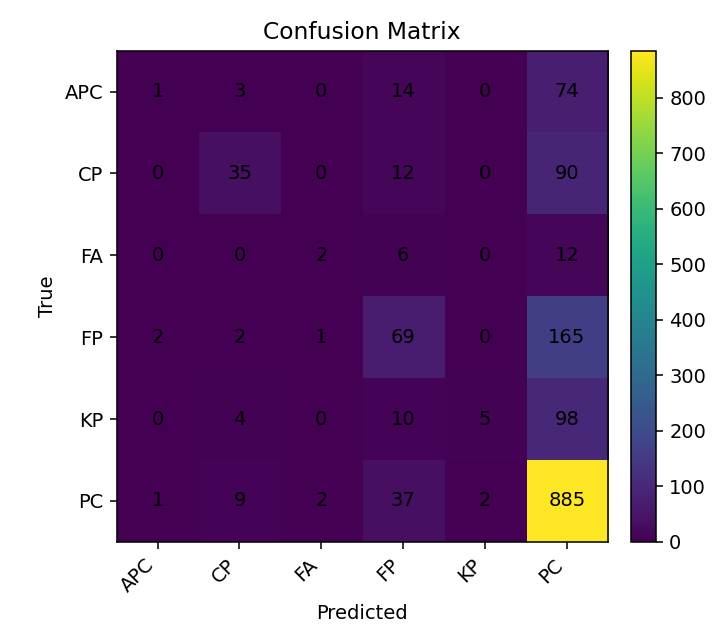 Confusion Matrix
True
APC 1 3 0 14 0 74
CP 0 35 0 12 0 90
FA 0 0 2 6 0 12
FP 2 2 1 69 0 165
KP 0 4 0 10 5 98
PC 1 9 2 37 2 885
APC CP FA FP KP PC
Predicted
800
700
600
500
400
300
200
100
0